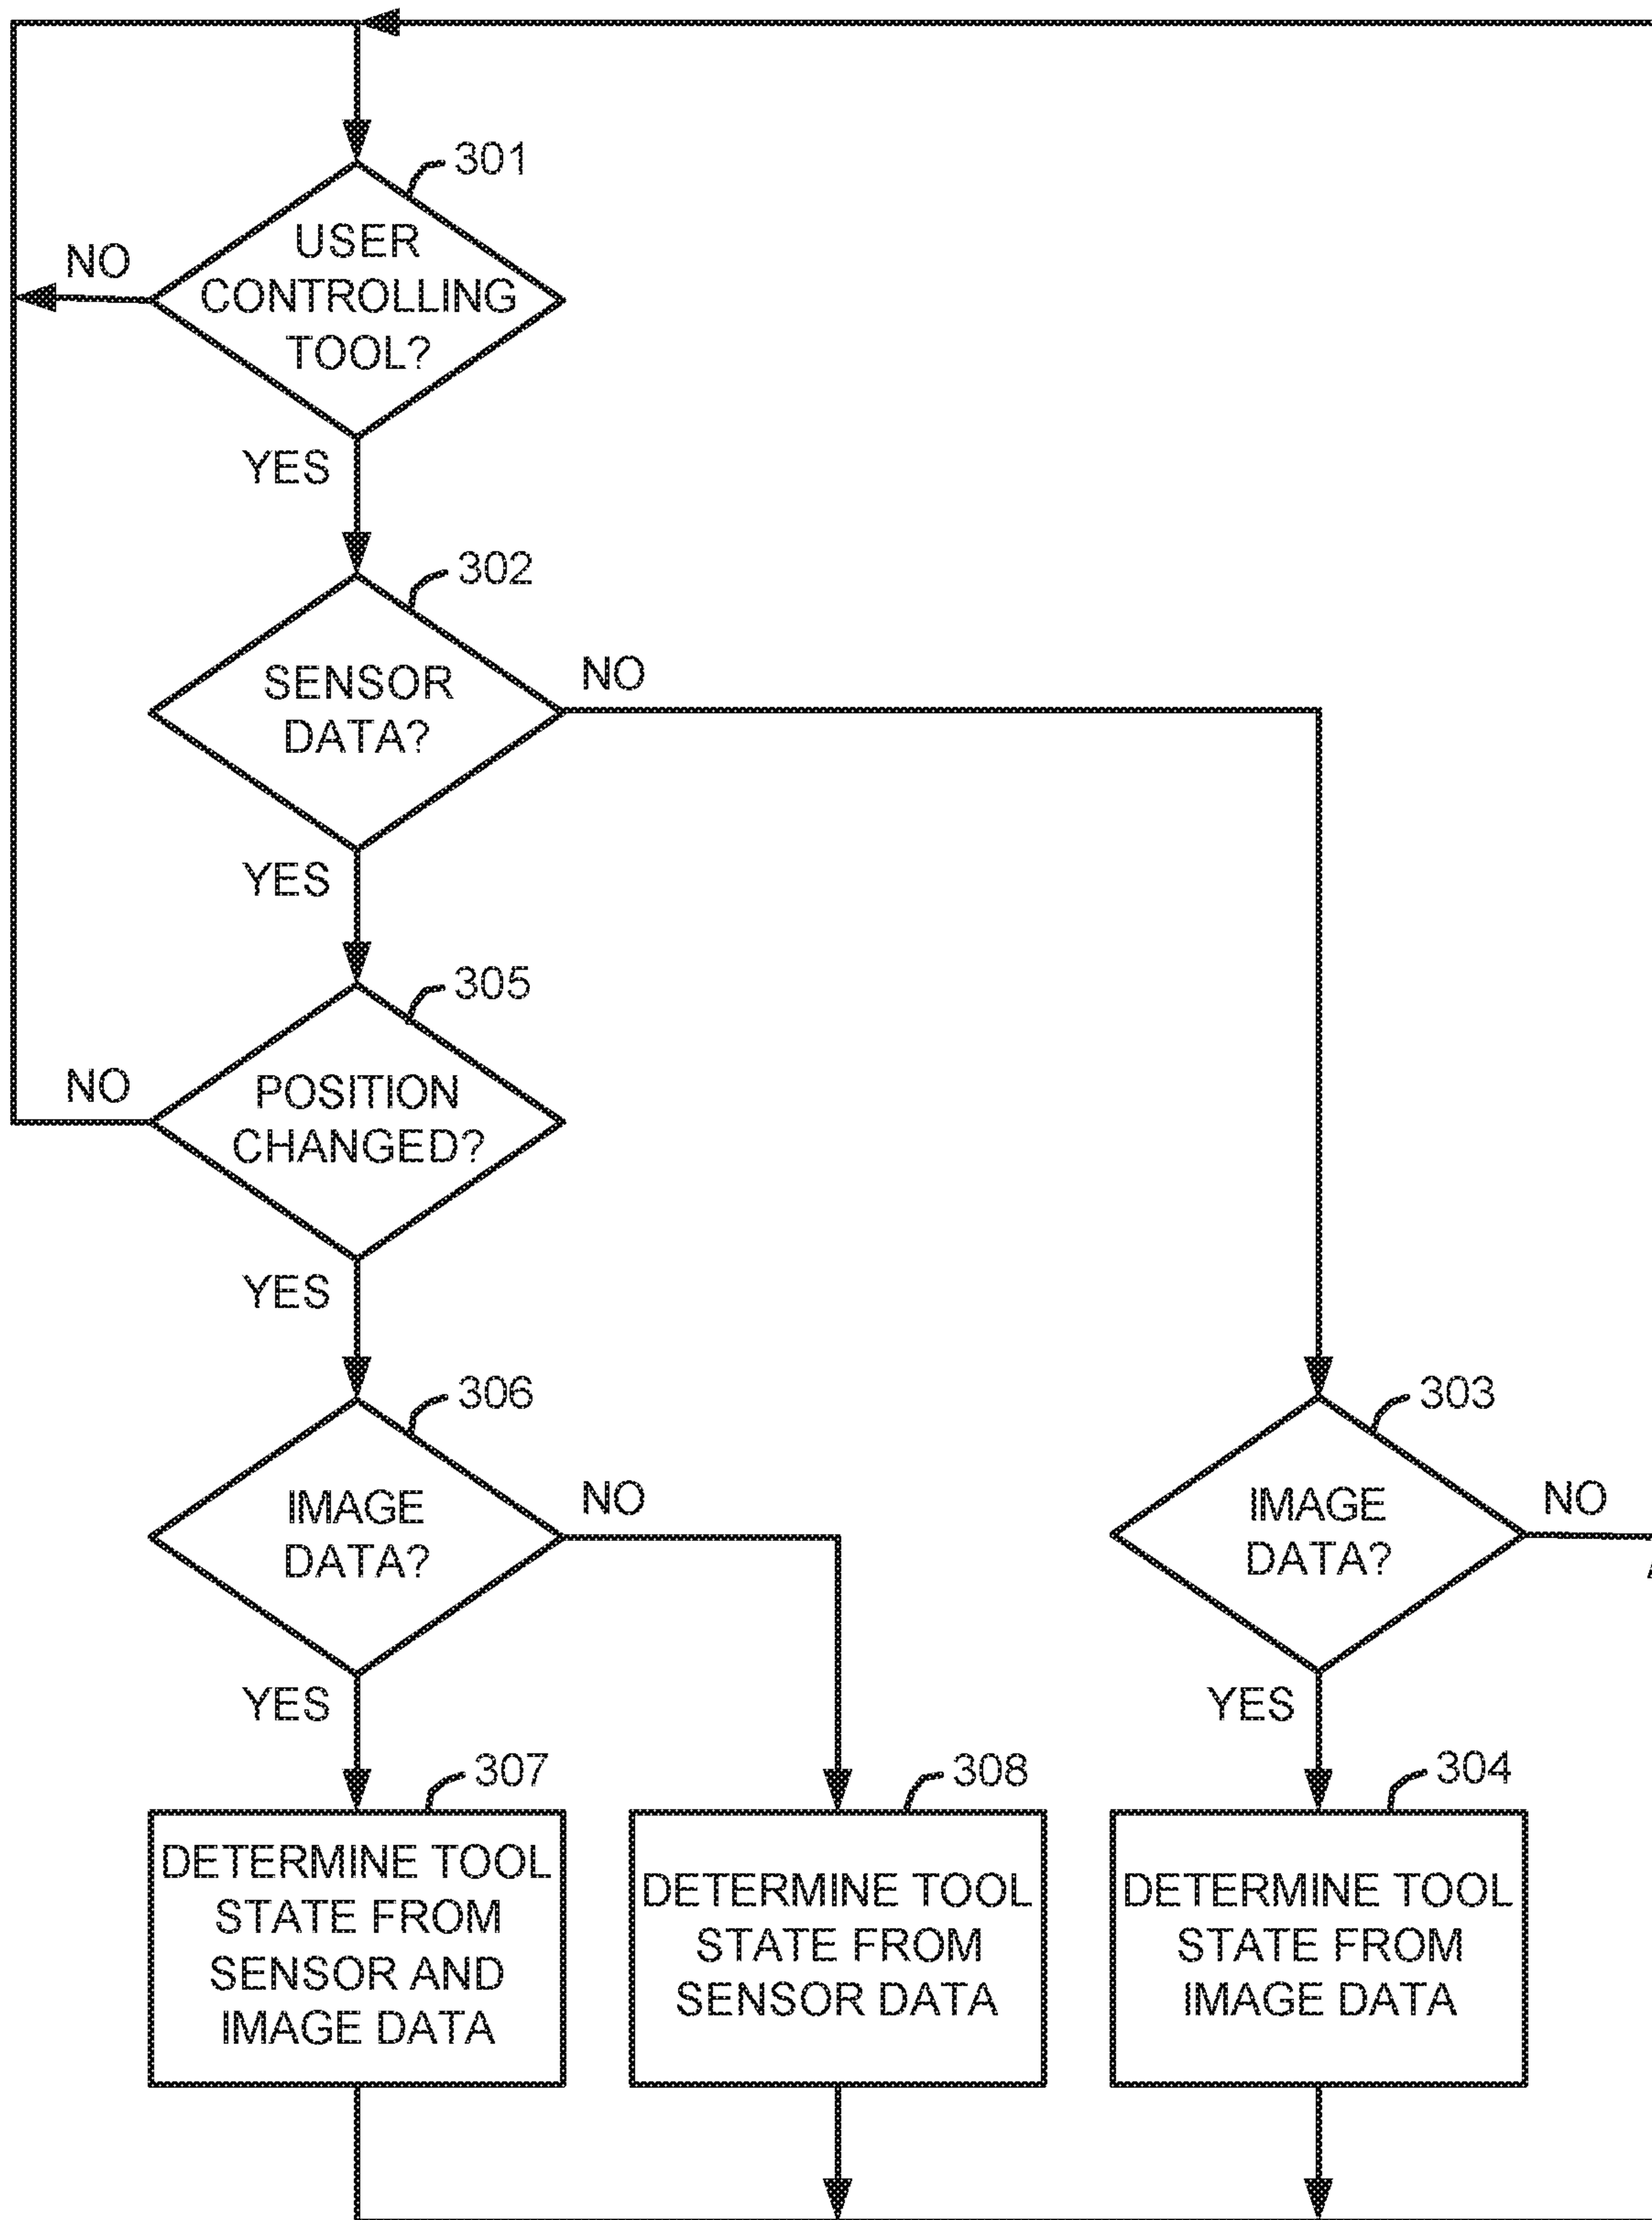 301
USER
CONTROLLING
TOOL?
NO
YES
302
SENSOR
DATA?
NO
YES
305
POSITION
CHANGED?
NO
YES
306
IMAGE
DATA?
NO
YES
303
IMAGE
DATA?
NO
YES
307
DETERMINE TOOL
STATE FROM
SENSOR AND
IMAGE DATA
308
DETERMINE TOOL
STATE FROM
SENSOR DATA
304
DETERMINE TOOL
STATE FROM
IMAGE DATA